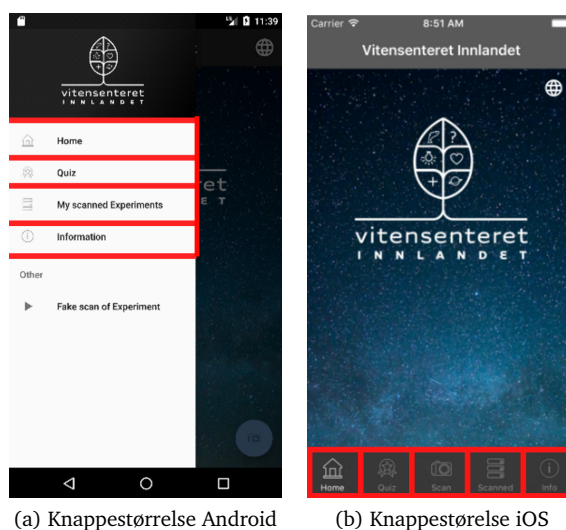 11:39
vitensenteret
INNLANDET
Home
Quiz
My scanned Experiments
Information
Other
Fake scan of Experiment
ret
E T
(a) Knappestørrelse Android
Carrier
8:51 AM
Vitensenteret Innlandet
?
+
vitensenteret
INNLANDET
Home
Quiz
Scan
Scanned
Info
(b) Knappestørelse iOS